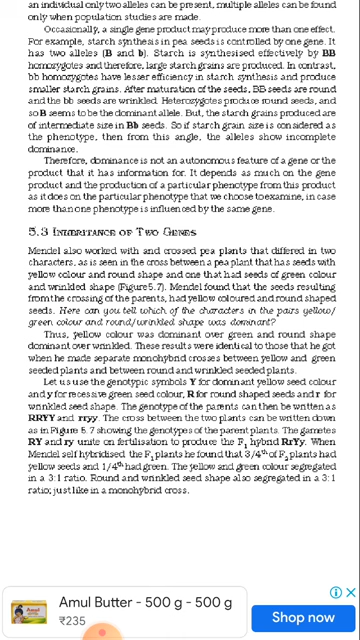 an individual only two alleles can be present, multiple alleles can be found
only when population studies are made.
Occasionally, a single gene product may produce more than one effect.
For example, starch synthesis in pea seeds is controlled by one gene. It
has two alleles (B and b). Starch is synthesised effectively by BB
homozygotes and therefore, large starch grains are produced. In contrast,
bb homozygotes have lesser efficiency in starch synthesis and produce
smaller starch grains. After maturation of the seeds, BB seeds are round
and the bb seeds are wrinkled. Heterozygotes produce round seeds, and
so B seems to be the dominant allele. But, the starch grains produced are
of intermediate size in Bb seeds. So if starch grain size is considered as
the phenotype, then from this angle, the alleles show incomplete
dominance.
Therefore, dominance is not an autonomous feature of a gene or the
product that it has information for. It depends as much on the gene
product and the production of a particular phenotype from this product
as it does on the particular phenotype that we choose to examine, in case
more than one phenotype is influenced by the same gene.
5.3 INHERITANCE OF TWO GENES
Mendel also worked with and crossed pea plants that differed in two
characters, as is seen in the cross between a pea plant that has seeds with
yellow colour and round shape and one that had seeds of green colour
and wrinkled shape (Figure5.7). Mendel found that the seeds resulting
from the crossing of the parents, had yellow coloured and round shaped
seeds. Here can you tell which of the characters in the pairs yellow/
green colour and round/wrinkled shape was dominant?
Thus, yellow colour was dominant over green and round shape
dominant over wrinkled. These results were identical to those that he got
when he made separate monohybrid crosses between yellow and green
seeded plants and between round and wrinkled seeded plants.
Let us use the genotypic symbols Y for dominant yellow seed colour
and y for recessive green seed colour, R for round shaped seeds and r for
wrinkled seed shape. The genotype of the parents can then be written as
RRYY and rryy. The cross between the two plants can be written down
as in Figure 5.7 showing the genotypes of the parent plants. The gametes
RY and ry unite on fertilisation to produce the F1 hybrid RrYy. When
Mendel self hybridised the F1 plants he found that 3/4th of F2 plants had
yellow seeds and 1/4th had green. The yellow and green colour segregated
in a 3:1 ratio. Round and wrinkled seed shape also segregated in a 3:1
ratio; just like in a monohybrid cross.
Amul Butter - 500 g - 500 g
₹235
Shop now